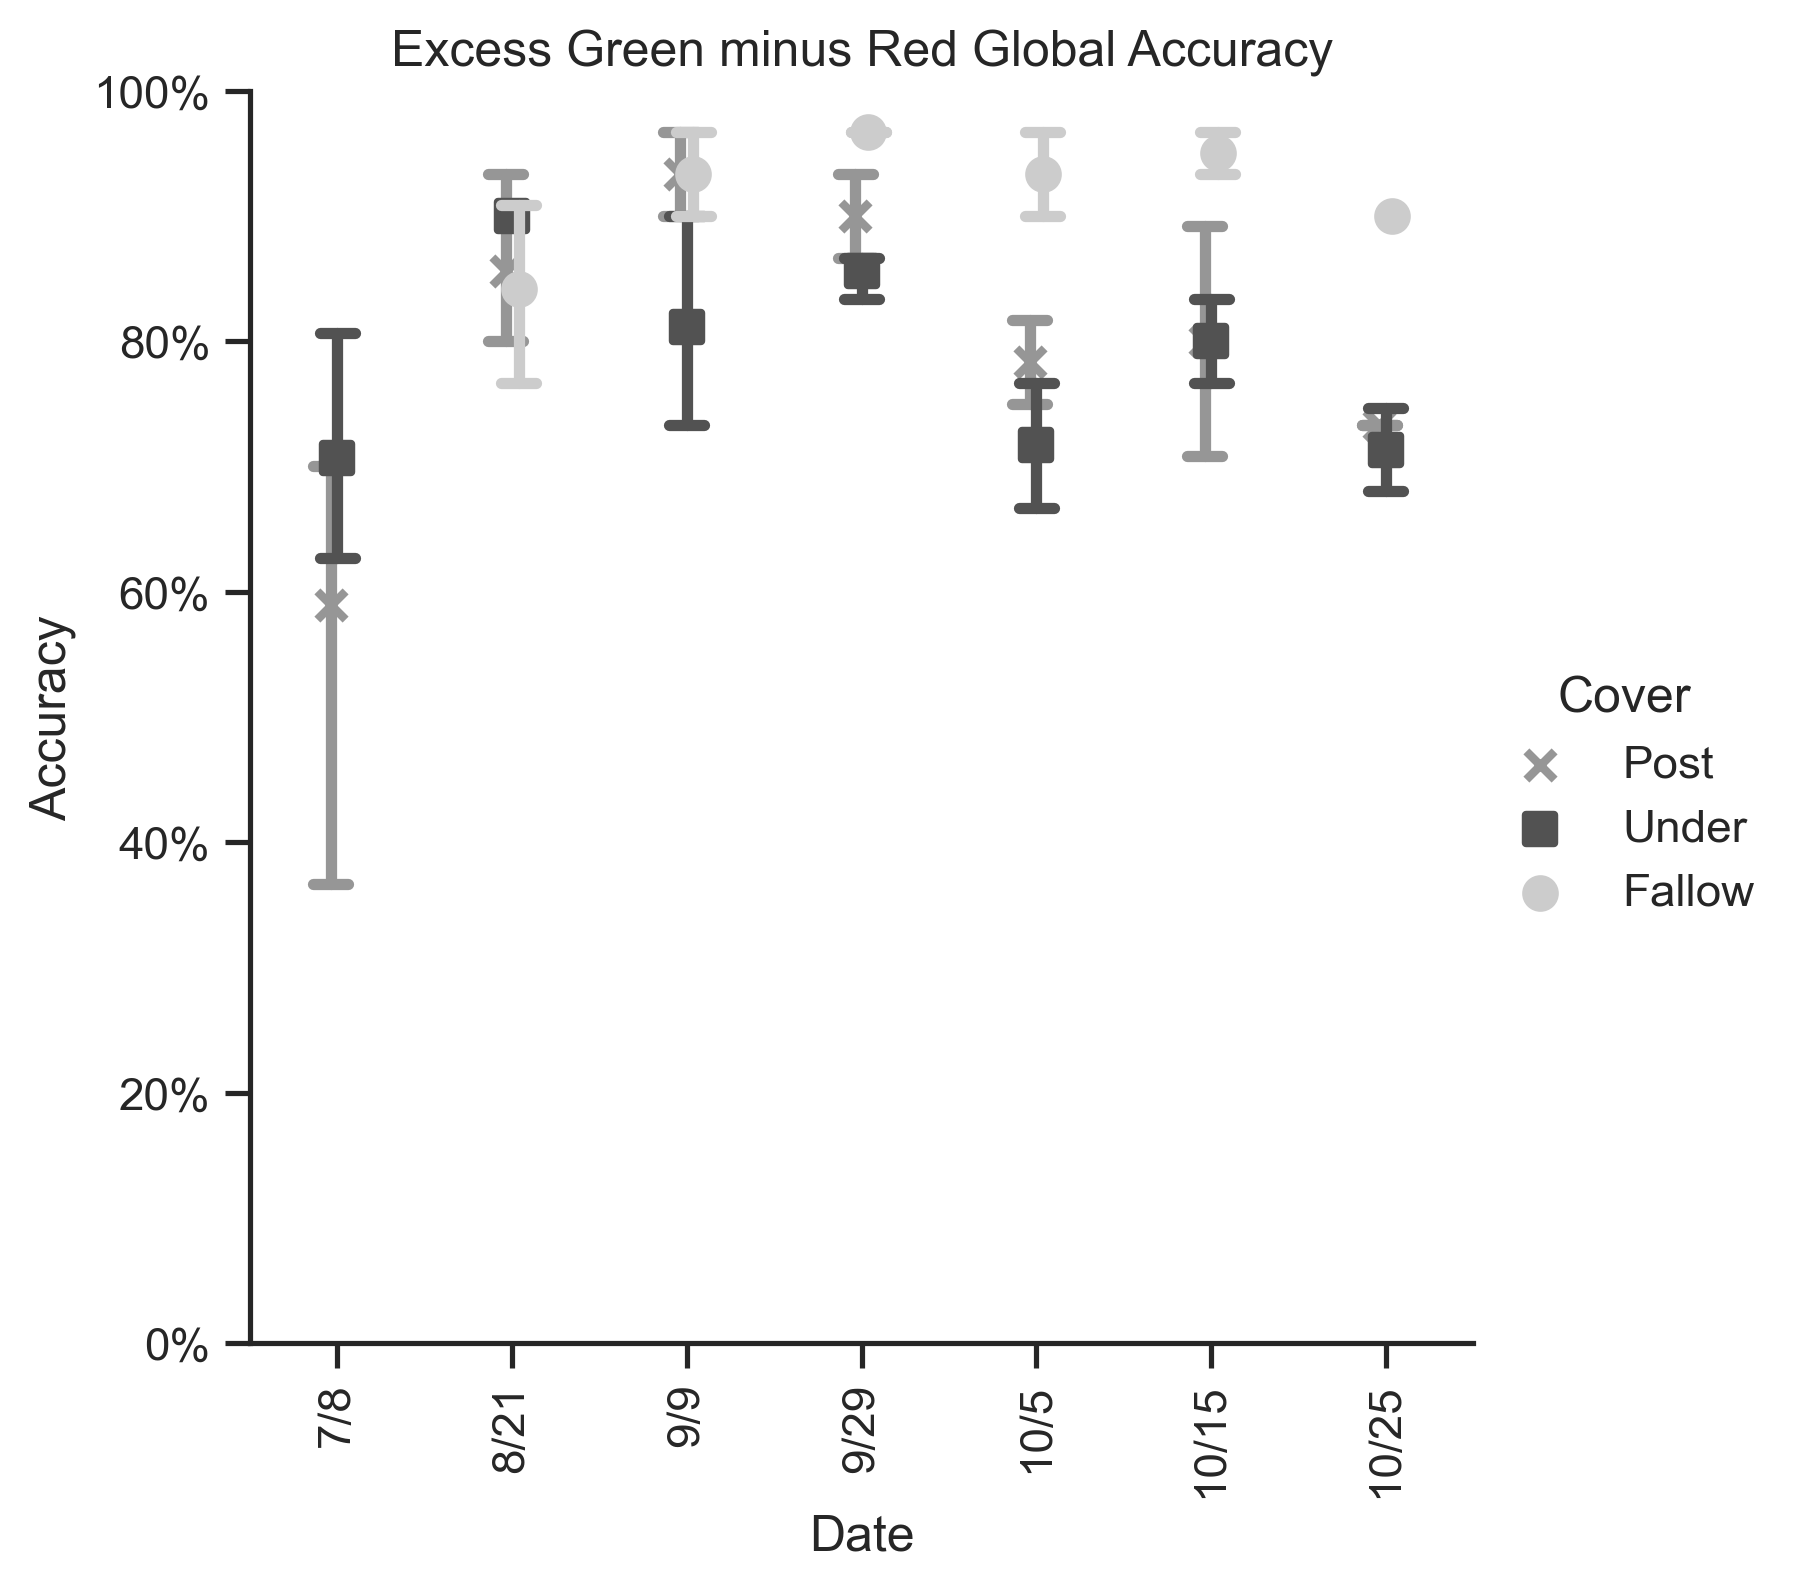 Excess Green minus Red Global Accuracy
100%
80%
60%
40%
20%
0%
Accuracy
7/8
8/21
9/9
9/29
10/5
10/15
10/25
Date
Cover
Post
Under
Fallow